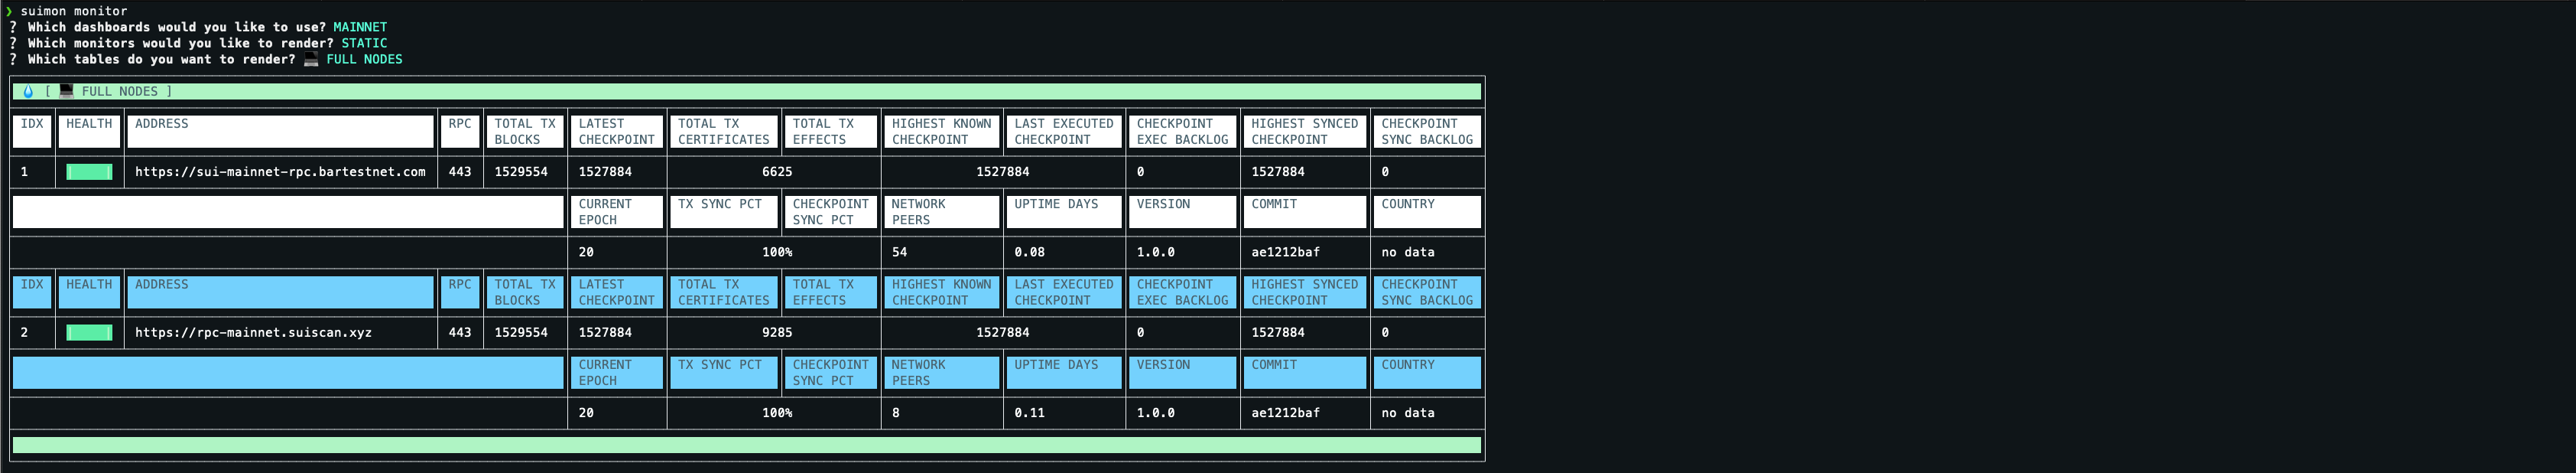 ❯ suimon monitor
? Which dashboards would you like to use? MAINNET
? Which monitors would you like to render? STATIC
? Which tables do you want to render? 💻 FULL NODES
💧 [ 💻 FULL NODES ]
IDX HEALTH ADDRESS RPC TOTAL TX BLOCKS LATEST CHECKPOINT TOTAL TX CERTIFICATES TOTAL TX EFFECTS HIGHEST KNOWN CHECKPOINT LAST EXECUTED CHECKPOINT CHECKPOINT EXEC BACKLOG HIGHEST SYNCED CHECKPOINT CHECKPOINT SYNC BACKLOG
1 https://sui-mainnet-rpc.bartestnet.com 443 1529554 1527884 6625 1527884 0 1527884 0
CURRENT EPOCH TX SYNC PCT CHECKPOINT SYNC PCT NETWORK PEERS UPTIME DAYS VERSION COMMIT COUNTRY
20 100% 54 0.08 1.0.0 ae1212baf no data
IDX HEALTH ADDRESS RPC TOTAL TX BLOCKS LATEST CHECKPOINT TOTAL TX CERTIFICATES TOTAL TX EFFECTS HIGHEST KNOWN CHECKPOINT LAST EXECUTED CHECKPOINT CHECKPOINT EXEC BACKLOG HIGHEST SYNCED CHECKPOINT CHECKPOINT SYNC BACKLOG
2 https://rpc-mainnet.suiscan.xyz 443 1529554 1527884 9285 1527884 0 1527884 0
CURRENT EPOCH TX SYNC PCT CHECKPOINT SYNC PCT NETWORK PEERS UPTIME DAYS VERSION COMMIT COUNTRY
20 100% 8 0.11 1.0.0 ae1212baf no data